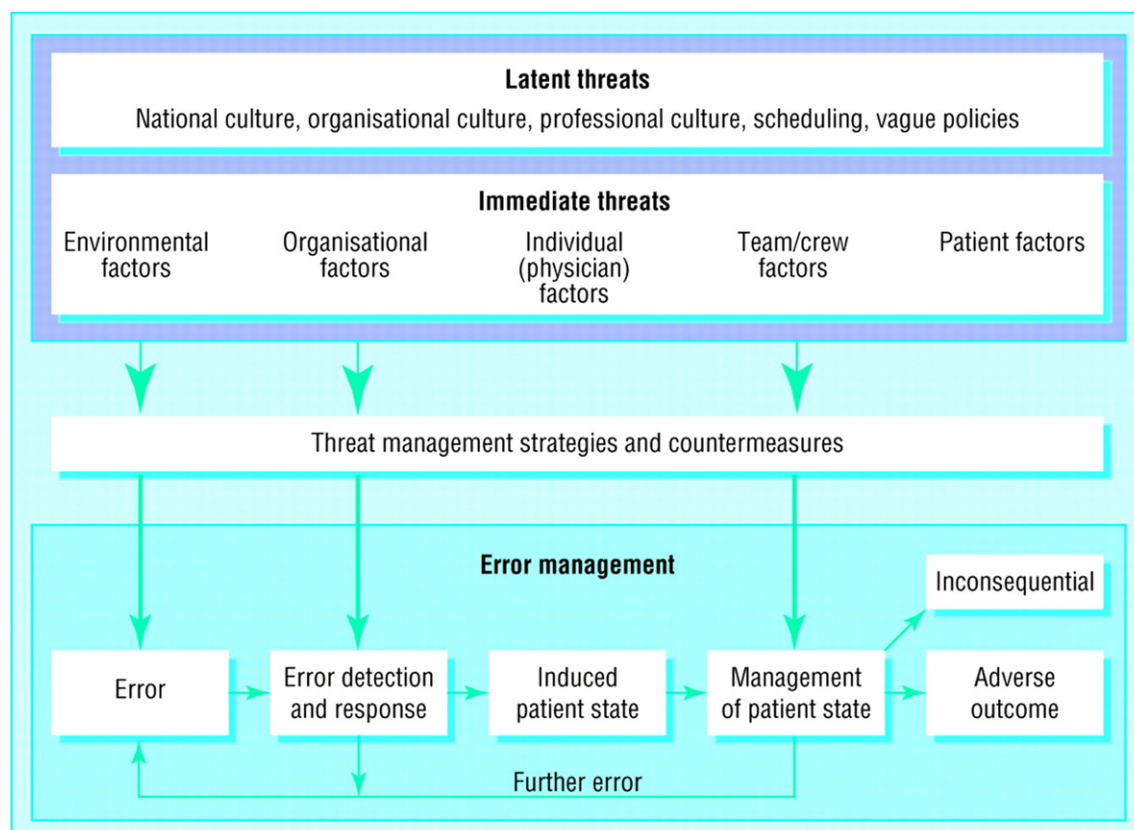 Latent threats
National culture, organisational culture, professional culture, scheduling, vague policies
Immediate threats
Environmental
factors
Organisational
factors
Individual
(physician)
factors
Team/crew
factors
Patient factors
Threat management strategies and countermeasures
Error management
Inconsequential
Error
Error detection
and response
Induced
patient state
Management
of patient state
Adverse
outcome
Further error